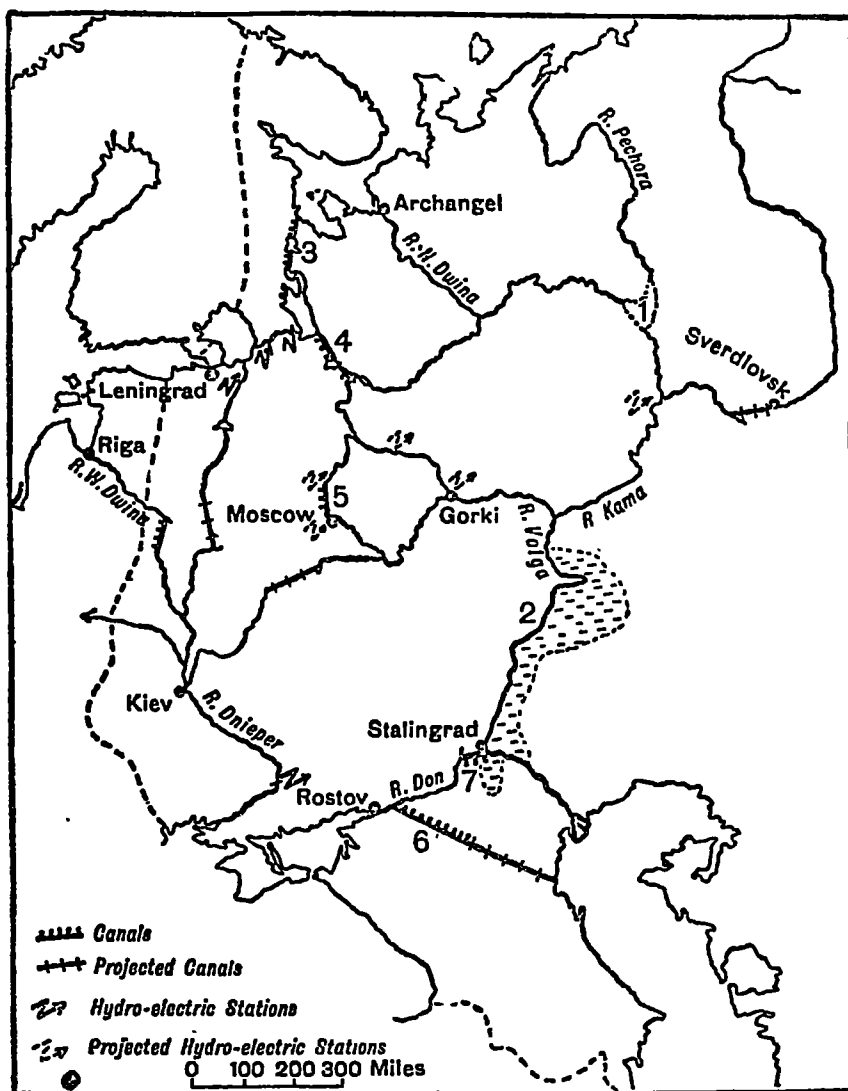 R. Pechora
Archangel
R. N. Dwina
3
1
4
Sverdlovsk
Leningrad
Riga
R. W. Dwina
5
Moscow
Gorki
R. Volga
R Kama
2
Kiev
R. Dnieper
Stalingrad
R. Don
7
Rostov
6
Canals
Projected Canals
Hydro-electric Stations
Projected Hydro-electric Stations
0 100 200 300 Miles